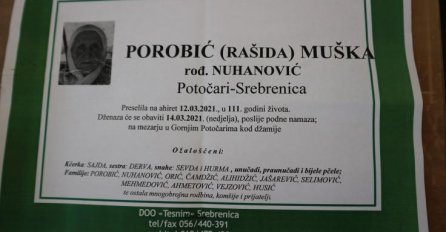 POROBIĆ (RAŠIDA) MUŠKA
rođ. NUHANOVIĆ
Potočari-Srebrenica
Preselila na ahiret 12.03.2021., u 111. godini života.
Dženaza će se obaviti 14.03.2021. (nedjelja), poslije podne namaza;
na mezarju u Gornjim Potočarima kod džamije
Ožalošćeni:
Kćerka: SAJDA, sestra: DERVA, snahe: SEVDA i HURMA , unučadi, praunučadi i bijele pčele;
Familije: POROBIĆ, NUHANOVIĆ, ORIĆ, ČAMDŽIĆ, ALIHIDŽIĆ, JAŠAREVIĆ, SELIMOVIĆ,
MEHMEDOVIĆ, AHMETOVIĆ, VEJZOVIĆ, HUSIĆ
te ostala mnogobrojna rodbina, komšije i prijatelji
DOO «Tesnim» Srebrenica
tel/fax 056/440-391